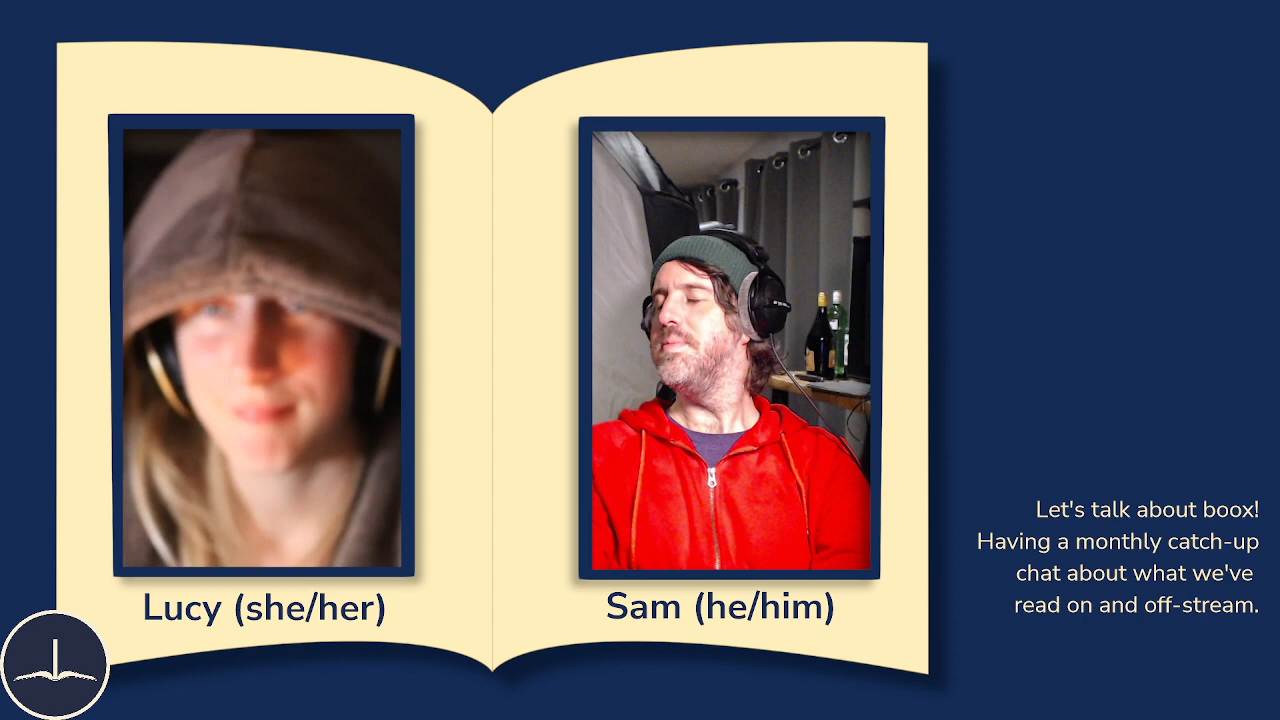 Lucy (she/her)
Sam (he/him)
Let's talk about boox!
Having a monthly catch-up
chat about what we've
read on and off-stream.